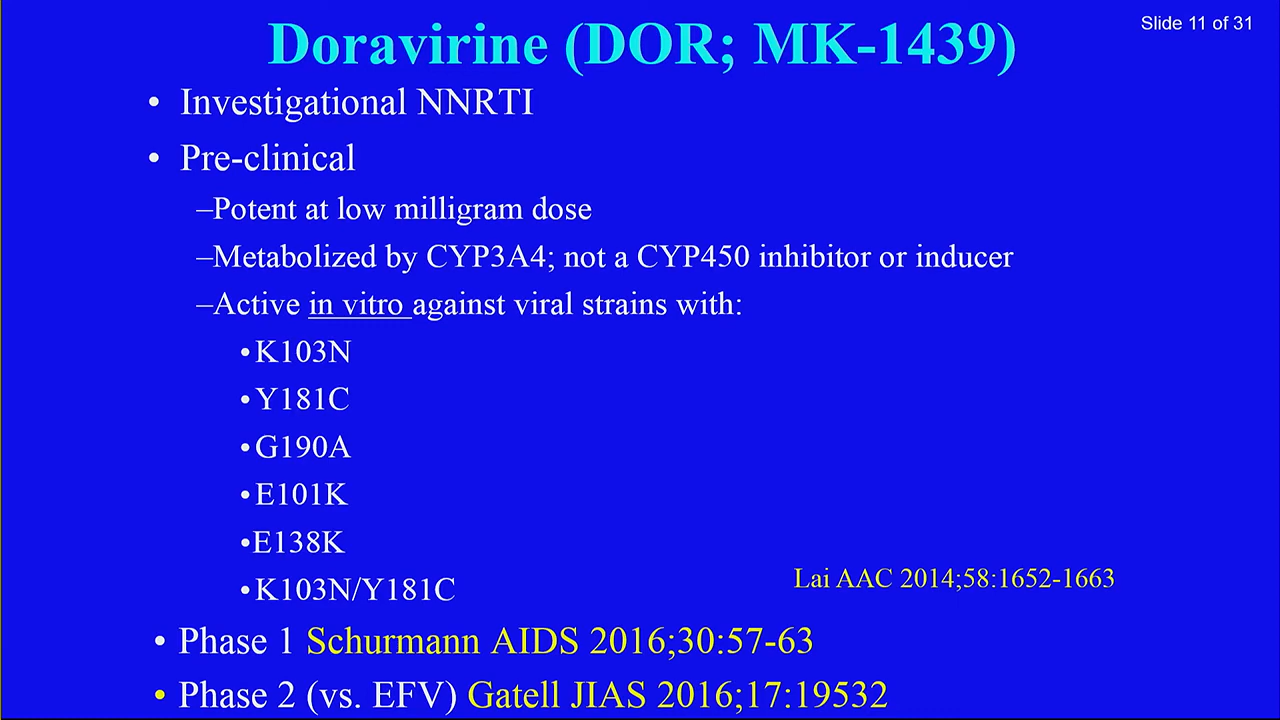 Slide 11 of 31
Doravirine (DOR; MK-1439)
• Investigational NNRTI
• Pre-clinical
–Potent at low milligram dose
–Metabolized by CYP3A4; not a CYP450 inhibitor or inducer
–Active in vitro against viral strains with:
•K103N
•Y181C
•G190A
•E101K
•E138K
•K103N/Y181C
Lai AAC 2014;58:1652-1663
• Phase 1 Schurmann AIDS 2016;30:57-63
• Phase 2 (vs. EFV) Gatell JIAS 2016;17:19532